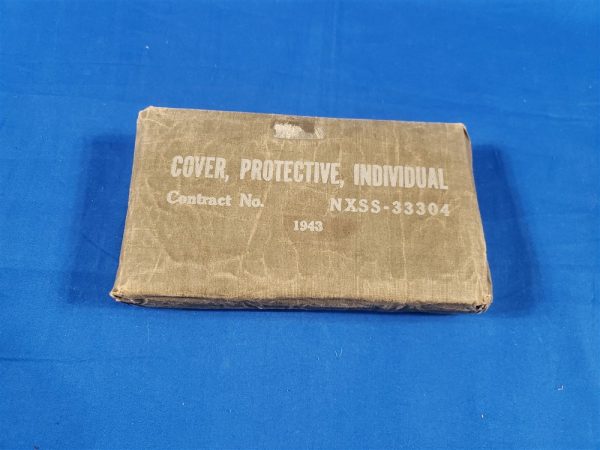 COVER, PROTECTIVE, INDIVIDUAL
Contract No. NXSS-33304
1943